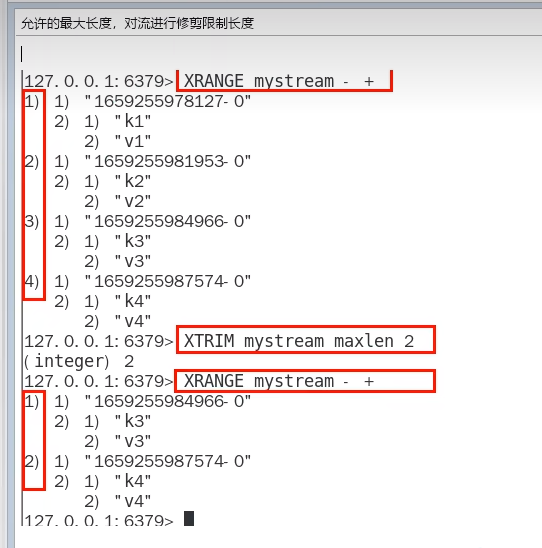 允许的最大长度，对流进行修剪限制长度
127.0.0.1:6379> XRANGE mystream - +
1) 1) "1659255978127-0"
2) 1) "k1"
2) "v1"
2) 1) "1659255981953-0"
2) 1) "k2"
2) "v2"
3) 1) "1659255984966-0"
2) 1) "k3"
2) "v3"
4) 1) "1659255987574-0"
2) 1) "k4"
2) "v4"
127.0.0.1:6379> XTRIM mystream maxlen 2
(integer) 2
127.0.0.1:6379> XRANGE mystream - +
1) 1) "1659255984966-0"
2) 1) "k3"
2) "v3"
2) 1) "1659255987574-0"
2) 1) "k4"
2) "v4"
127.0.0.1:6379>